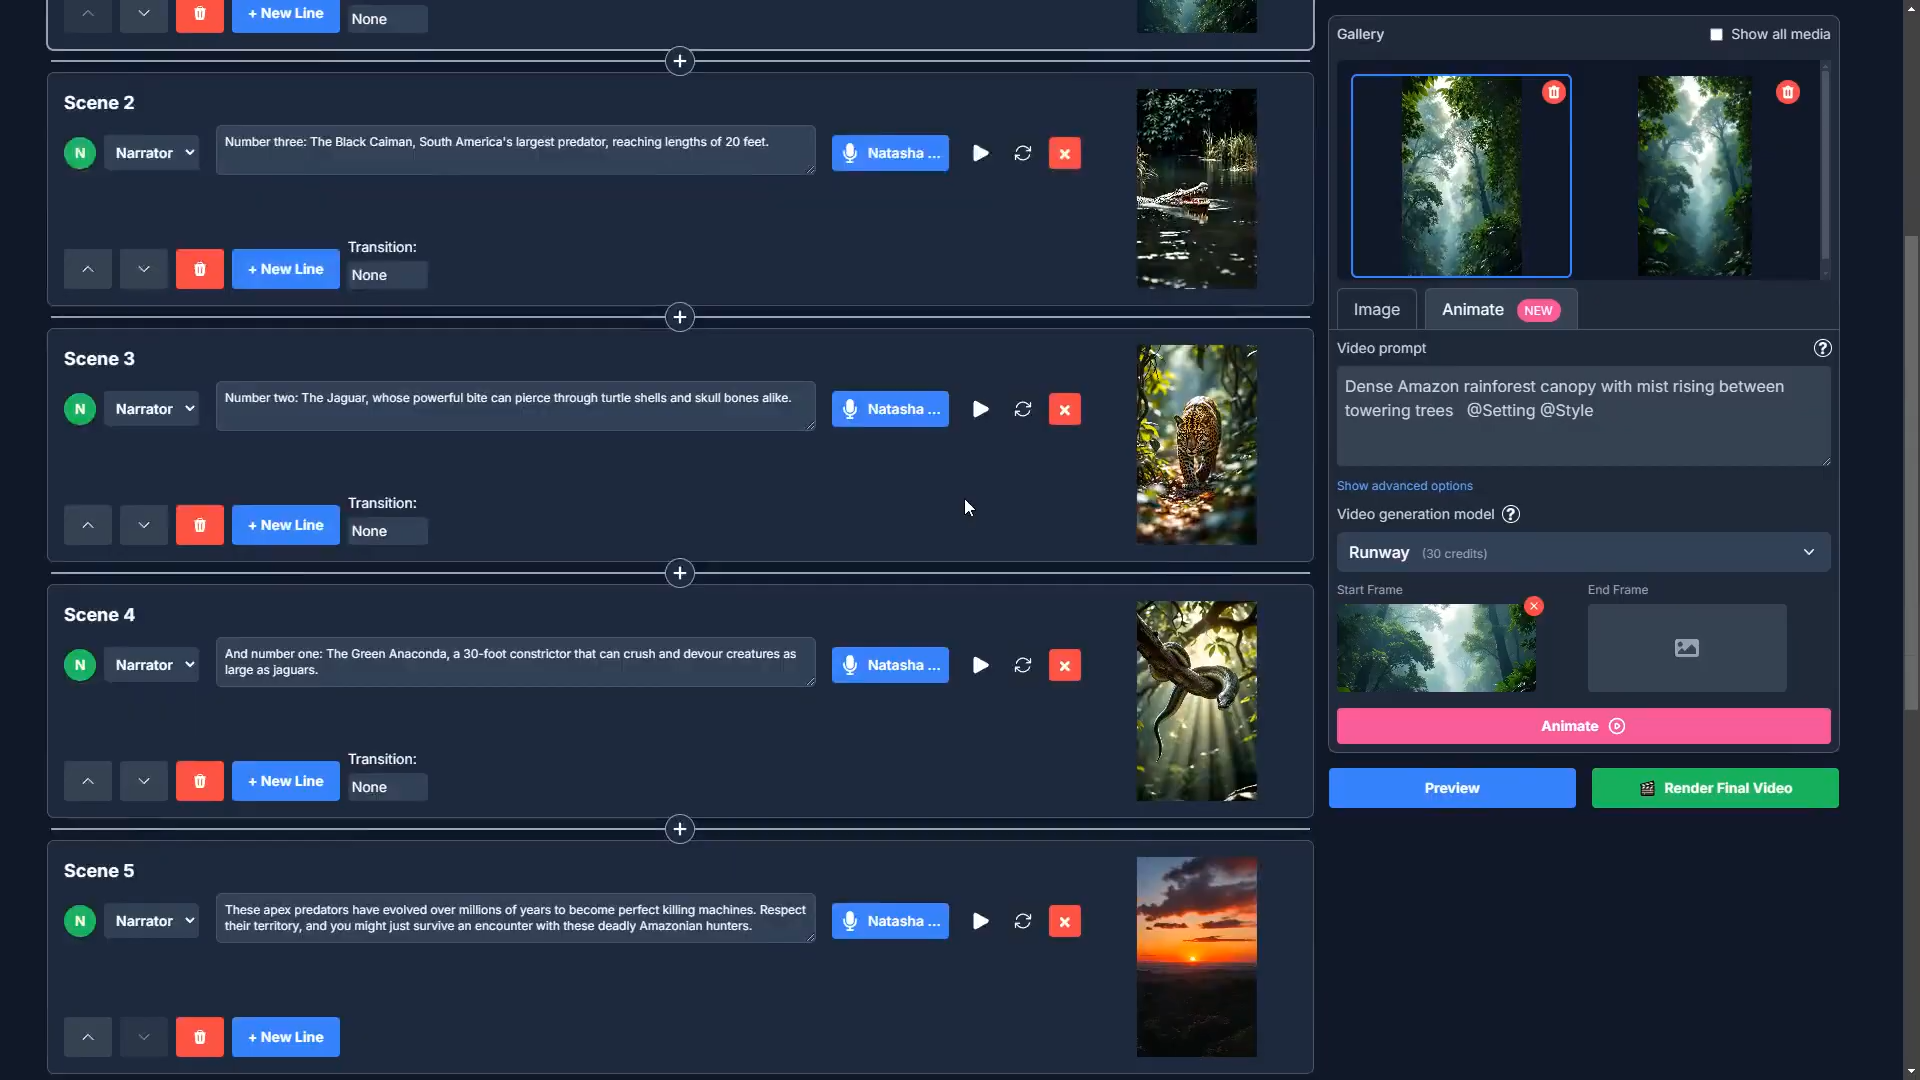 + New Line
None
Scene 2
N
Narrator
Number three: The Black Caiman, South America's largest predator, reaching lengths of 20 feet.
Natasha ...
Transition:
+ New Line
None
Scene 3
N
Narrator
Number two: The Jaguar, whose powerful bite can pierce through turtle shells and skull bones alike.
Natasha ...
Transition:
+ New Line
None
Scene 4
N
Narrator
And number one: The Green Anaconda, a 30-foot constrictor that can crush and devour creatures as
large as jaguars.
Natasha ...
Transition:
+ New Line
None
Scene 5
N
Narrator
These apex predators have evolved over millions of years to become perfect killing machines. Respect
their territory, and you might just survive an encounter with these deadly Amazonian hunters.
Natasha ...
+ New Line
Gallery
Show all media
Image
Animate NEW
Video prompt
Dense Amazon rainforest canopy with mist rising between
towering trees @Setting @Style
Show advanced options
Video generation model
Runway (30 credits)
Start Frame
End Frame
Animate
Preview
Render Final Video